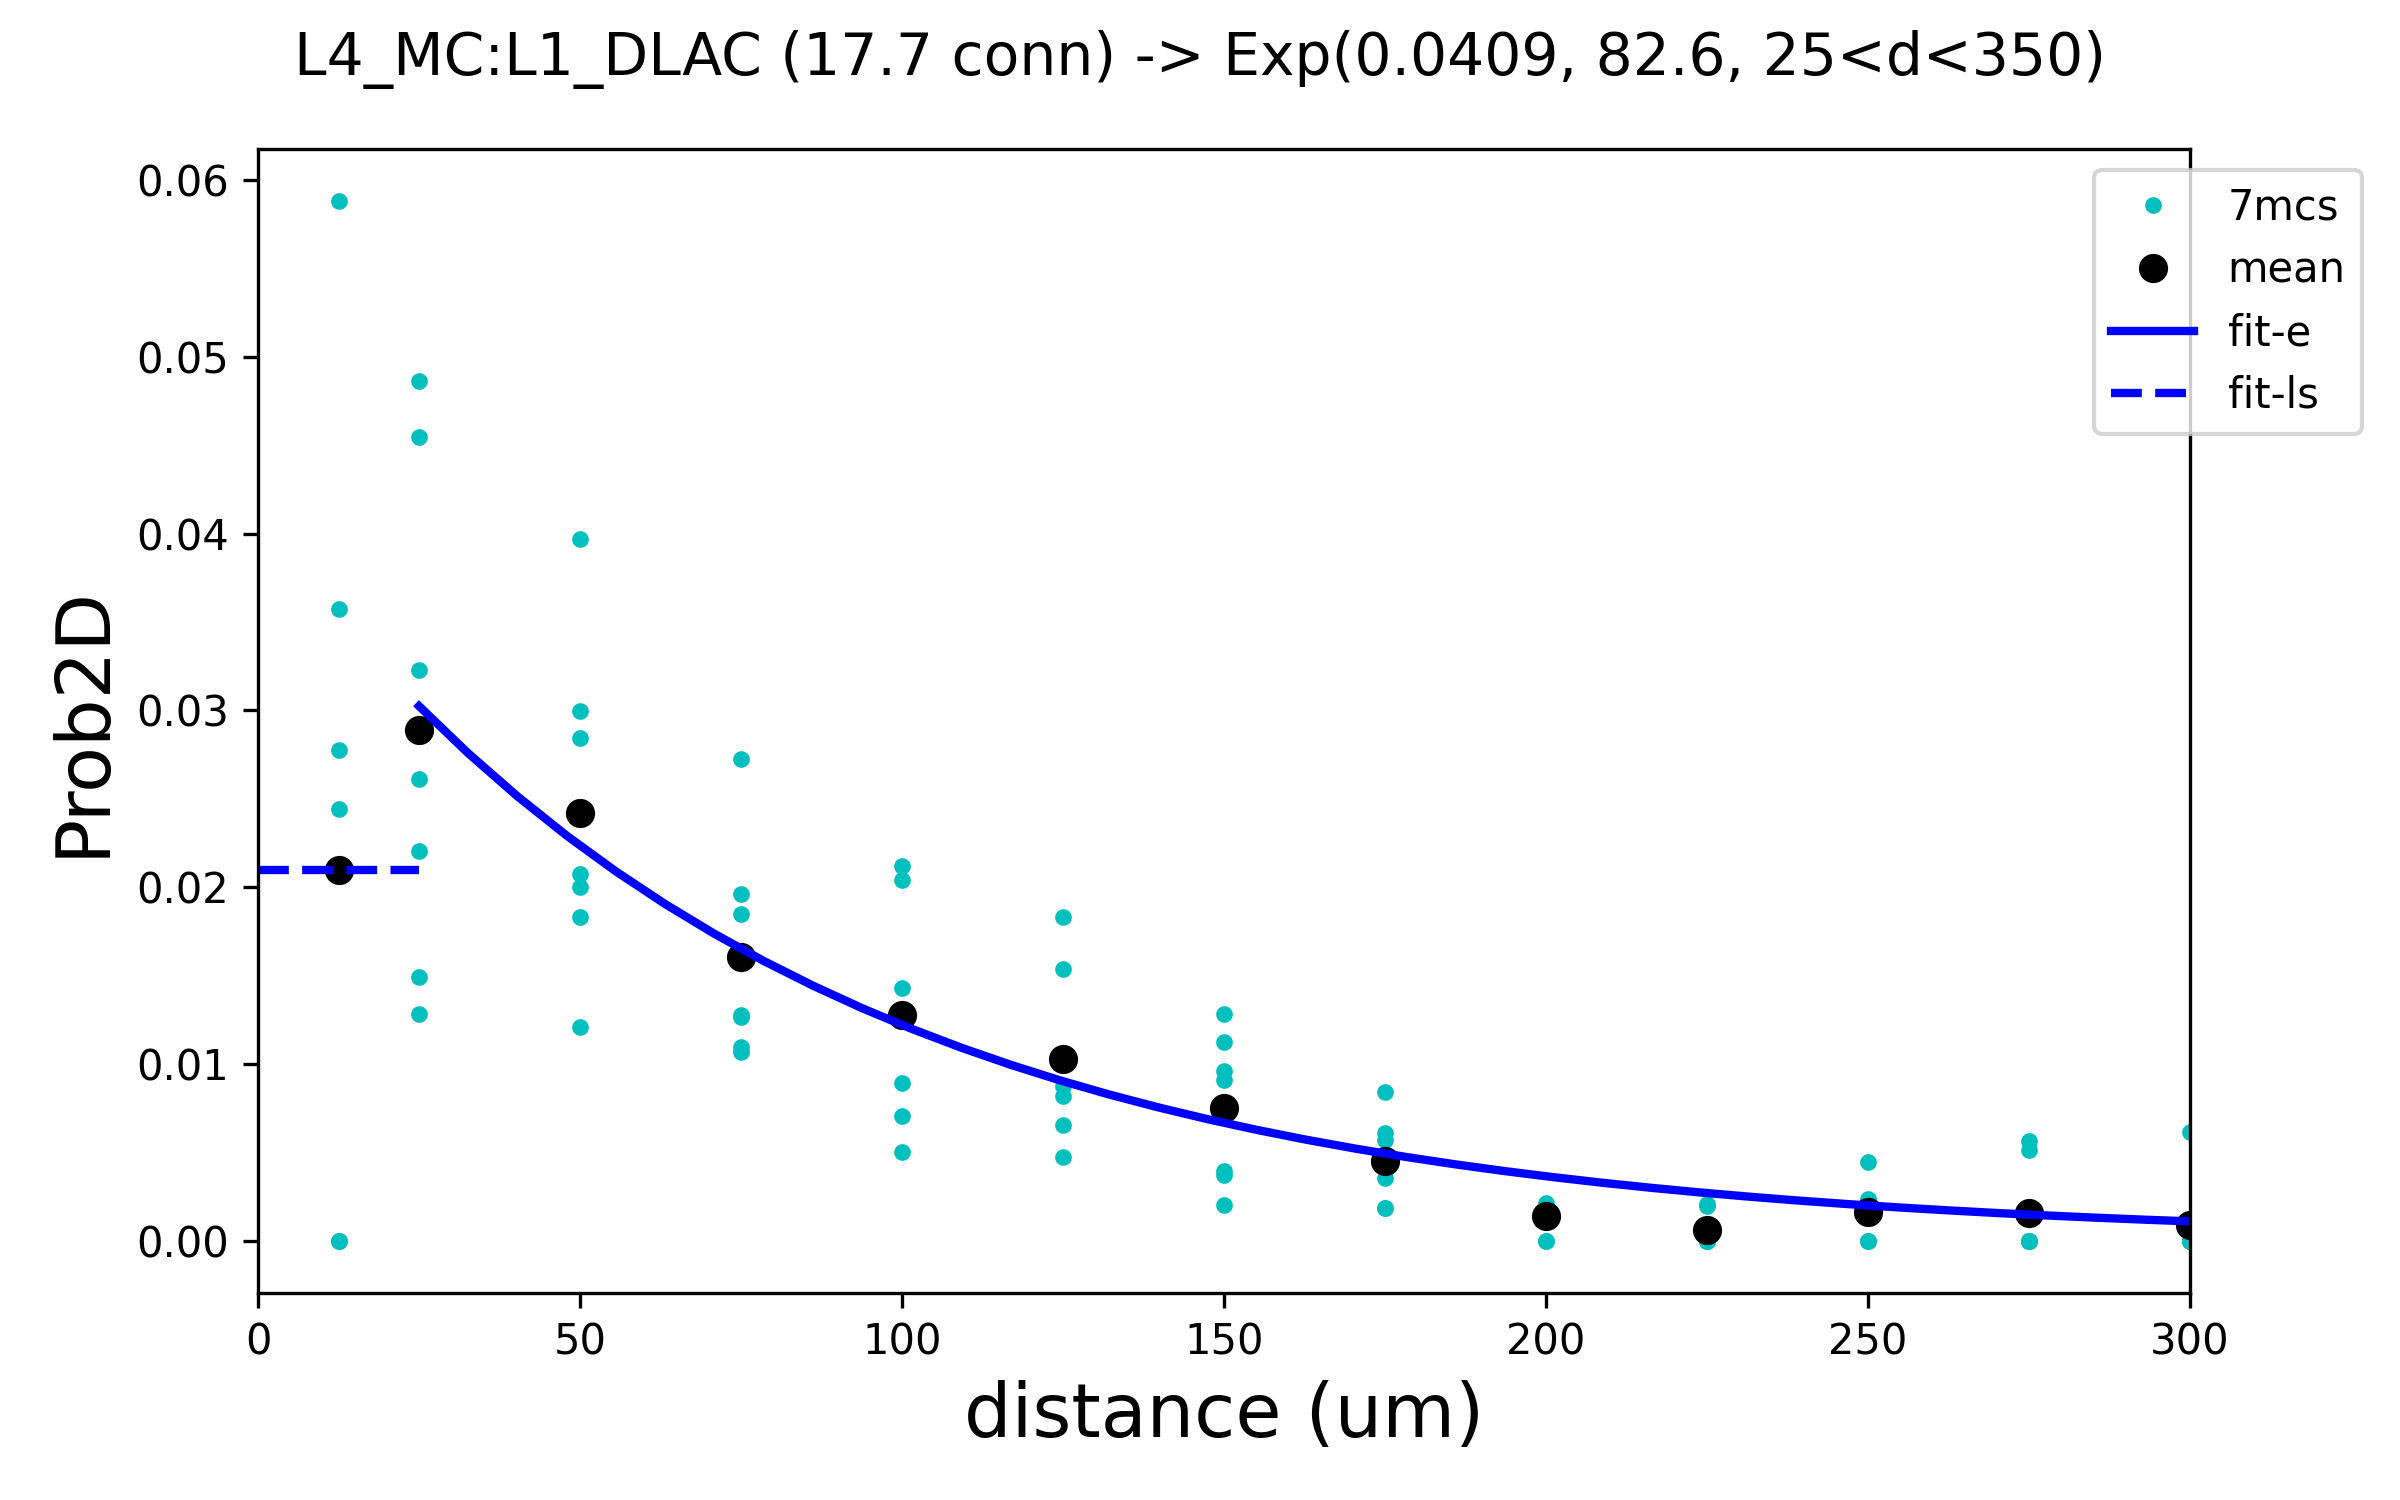 L4_MC:L1_DLAC (17.7 conn) -> Exp(0.0409, 82.6, 25<d<350)
7mcs
mean
fit-e
fit-ls
Prob2D
0.06
0.05
0.04
0.03
0.02
0.01
0.00
0 50 100 150 200 250 300
distance (um)